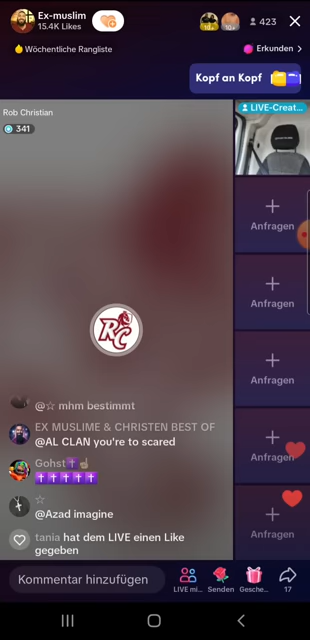 Ex-muslim
15.4K Likes
423
Wöchentliche Rangliste
Erkunden
Kopf an Kopf
Rob Christian
341
LIVE-Creat...
RC
Anfragen
Anfragen
Anfragen
Anfragen
Anfragen
@☆ mhm bestimmt
EX MUSLIME & CHRISTEN BEST OF
@AL CLAN you're to scared
Gohst✝️☝🏽
✝️✝️✝️✝️✝️
☆
@Azad imagine
tania hat dem LIVE einen Like
gegeben
Kommentar hinzufügen
LIVE mi...
Senden
Gesche...
17